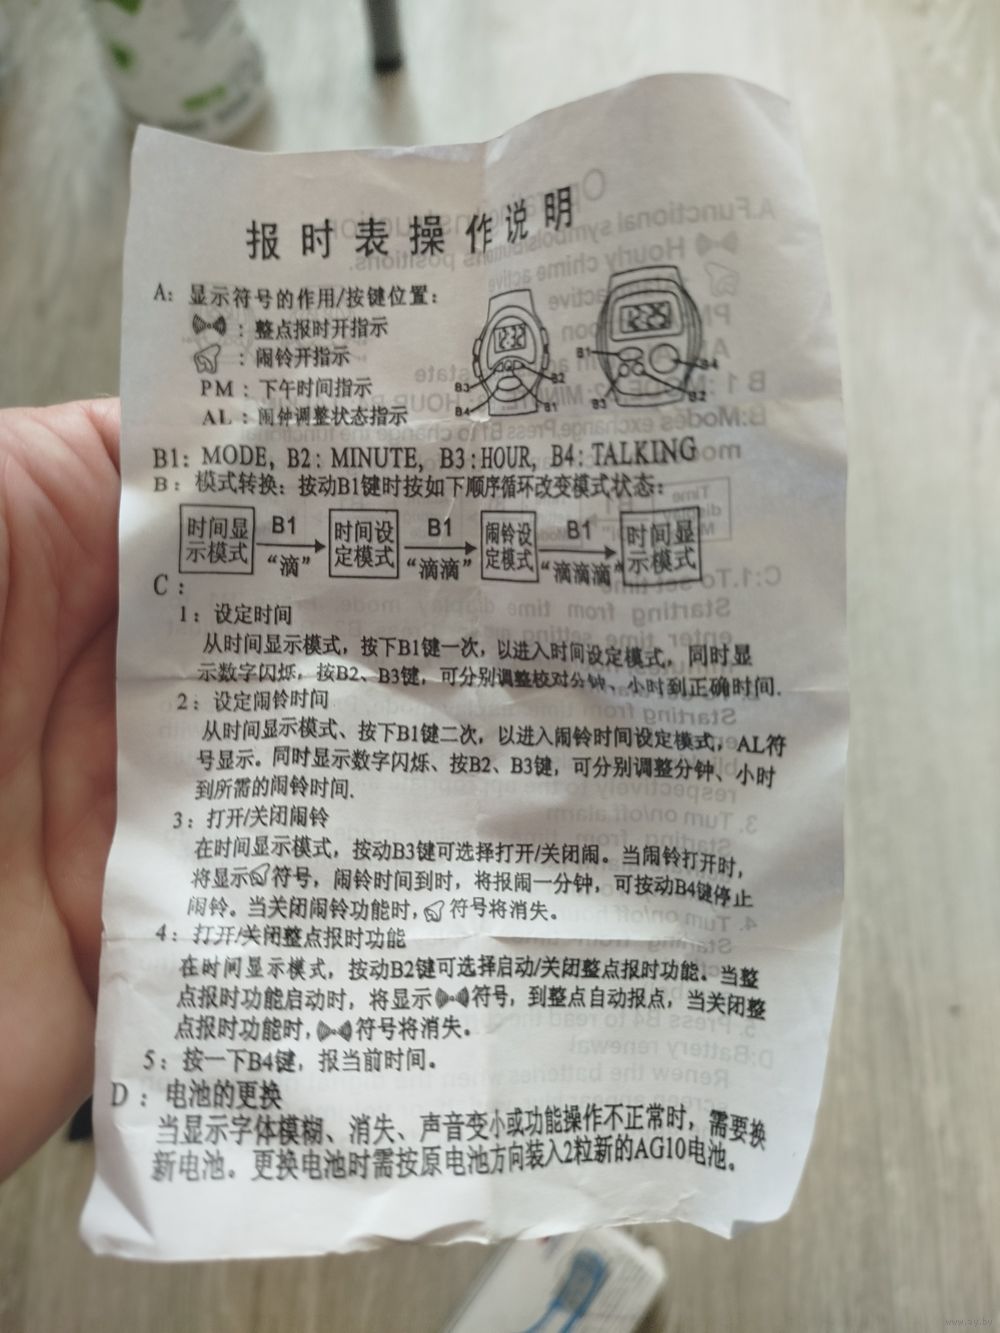 报时表操作说明
A：显示符号的作用/按键位置：
：整点报时开指示
：闹铃开指示
PM：下午时间指示
AL：闹钟调整状态指示
B3 B2
B4 B1
B1 B4
B3 B2
B1：MODE，B2：MINUTE，B3：HOUR，B4：TALKING
B：模式转换：按动B1键时按如下顺序循环改变模式状态：
时间显示模式 B1 “滴” 时间设定模式 B1 “滴滴” 闹铃设定模式 B1 “滴滴滴” 时间显示模式
C：
1：设定时间
从时间显示模式，按下B1键一次，以进入时间设定模式，同时显
示数字闪烁，按B2、B3键，可分别调整校对分钟、小时到正确时间.
2：设定闹铃时间
从时间显示模式、按下B1键二次，以进入闹铃时间设定模式，AL符
号显示。同时显示数字闪烁、按B2、B3键，可分别调整分钟、小时
到所需的闹铃时间.
3：打开/关闭闹铃
在时间显示模式，按动B3键可选择打开/关闭闹。当闹铃打开时，
将显示符号，闹铃时间到时，将报闹一分钟，可按动B4键停止
闹铃。当关闭闹铃功能时，符号将消失。
4：打开/关闭整点报时功能
在时间显示模式，按动B2键可选择启动/关闭整点报时功能。当整
点报时功能启动时，将显示符号，到整点自动报点，当关闭整
点报时功能时，符号将消失。
5：按一下B4键，报当前时间。
D：电池的更换
当显示字体模糊、消失、声音变小或功能操作不正常时，需要换
新电池。更换电池时需按原电池方向装入2粒新的AG10电池。
www.ay.by